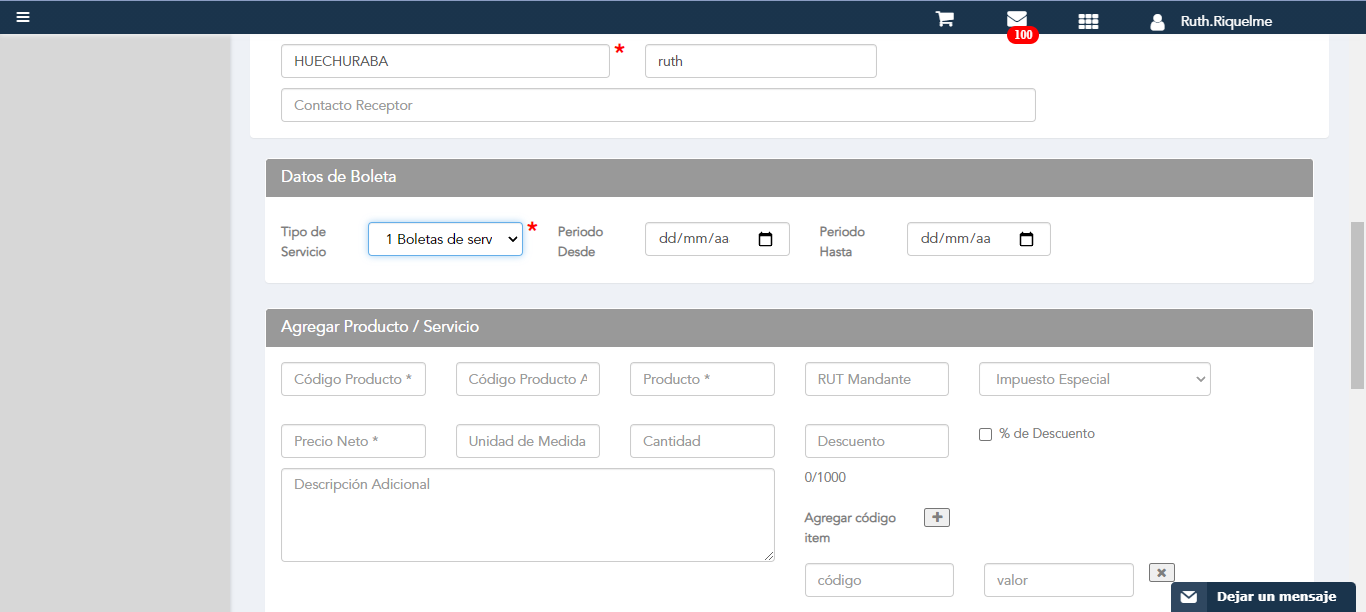 Ruth.Riquelme
100
HUECHURABA * ruth
Contacto Receptor
Datos de Boleta
Tipo de Servicio
1 Boletas de serv
*
Periodo Desde
dd/mm/aa
Periodo Hasta
dd/mm/aa
Agregar Producto / Servicio
Código Producto * Código Producto A Producto * RUT Mandante Impuesto Especial
Precio Neto * Unidad de Medida Cantidad Descuento % de Descuento
Descripción Adicional
0/1000
Agregar código
item
código valor
Dejar un mensaje